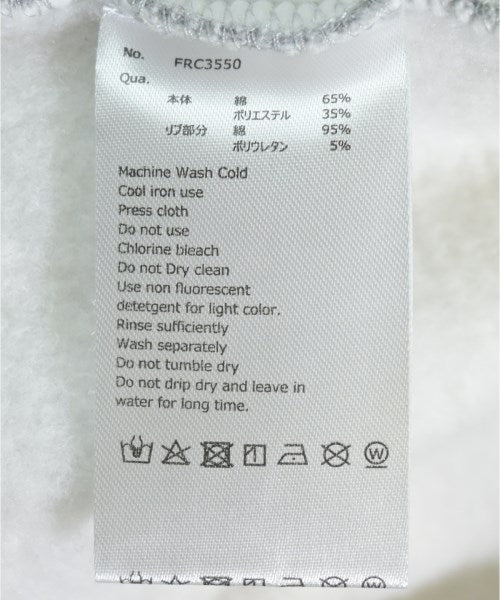 No. FRC3550
Qua.
本体 綿 65%
ポリエステル 35%
リブ部分 綿 95%
ポリウレタン 5%
Machine Wash Cold
Cool iron use
Press cloth
Do not use
Chlorine bleach
Do not Dry clean
Use non fluorescent
detetgent for light color.
Rinse sufficiently
Wash separately
Do not tumble dry
Do not drip dry and leave in
water for long time.
W